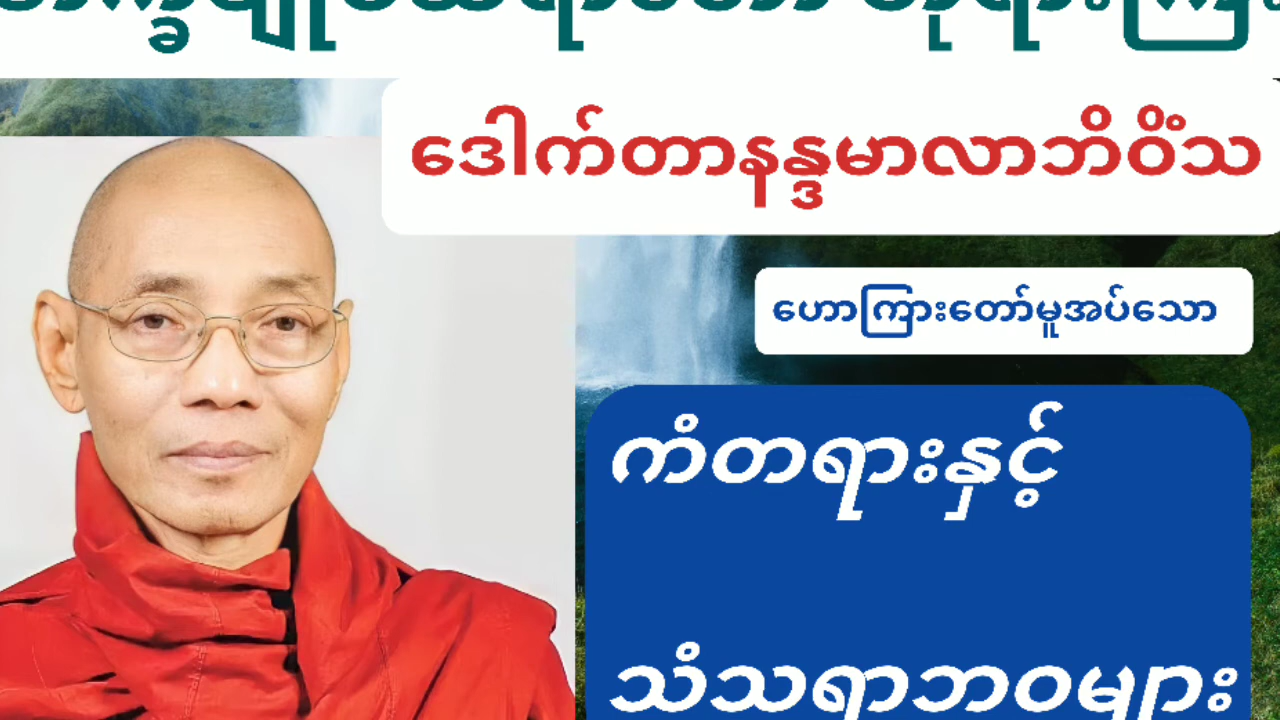 ဒေါက်တာနန္ဒမာလာဘိဝိံသ
ဟောကြားတော်မူအပ်သော
ကံတရားနှင့်
သံသရာဘဝများ